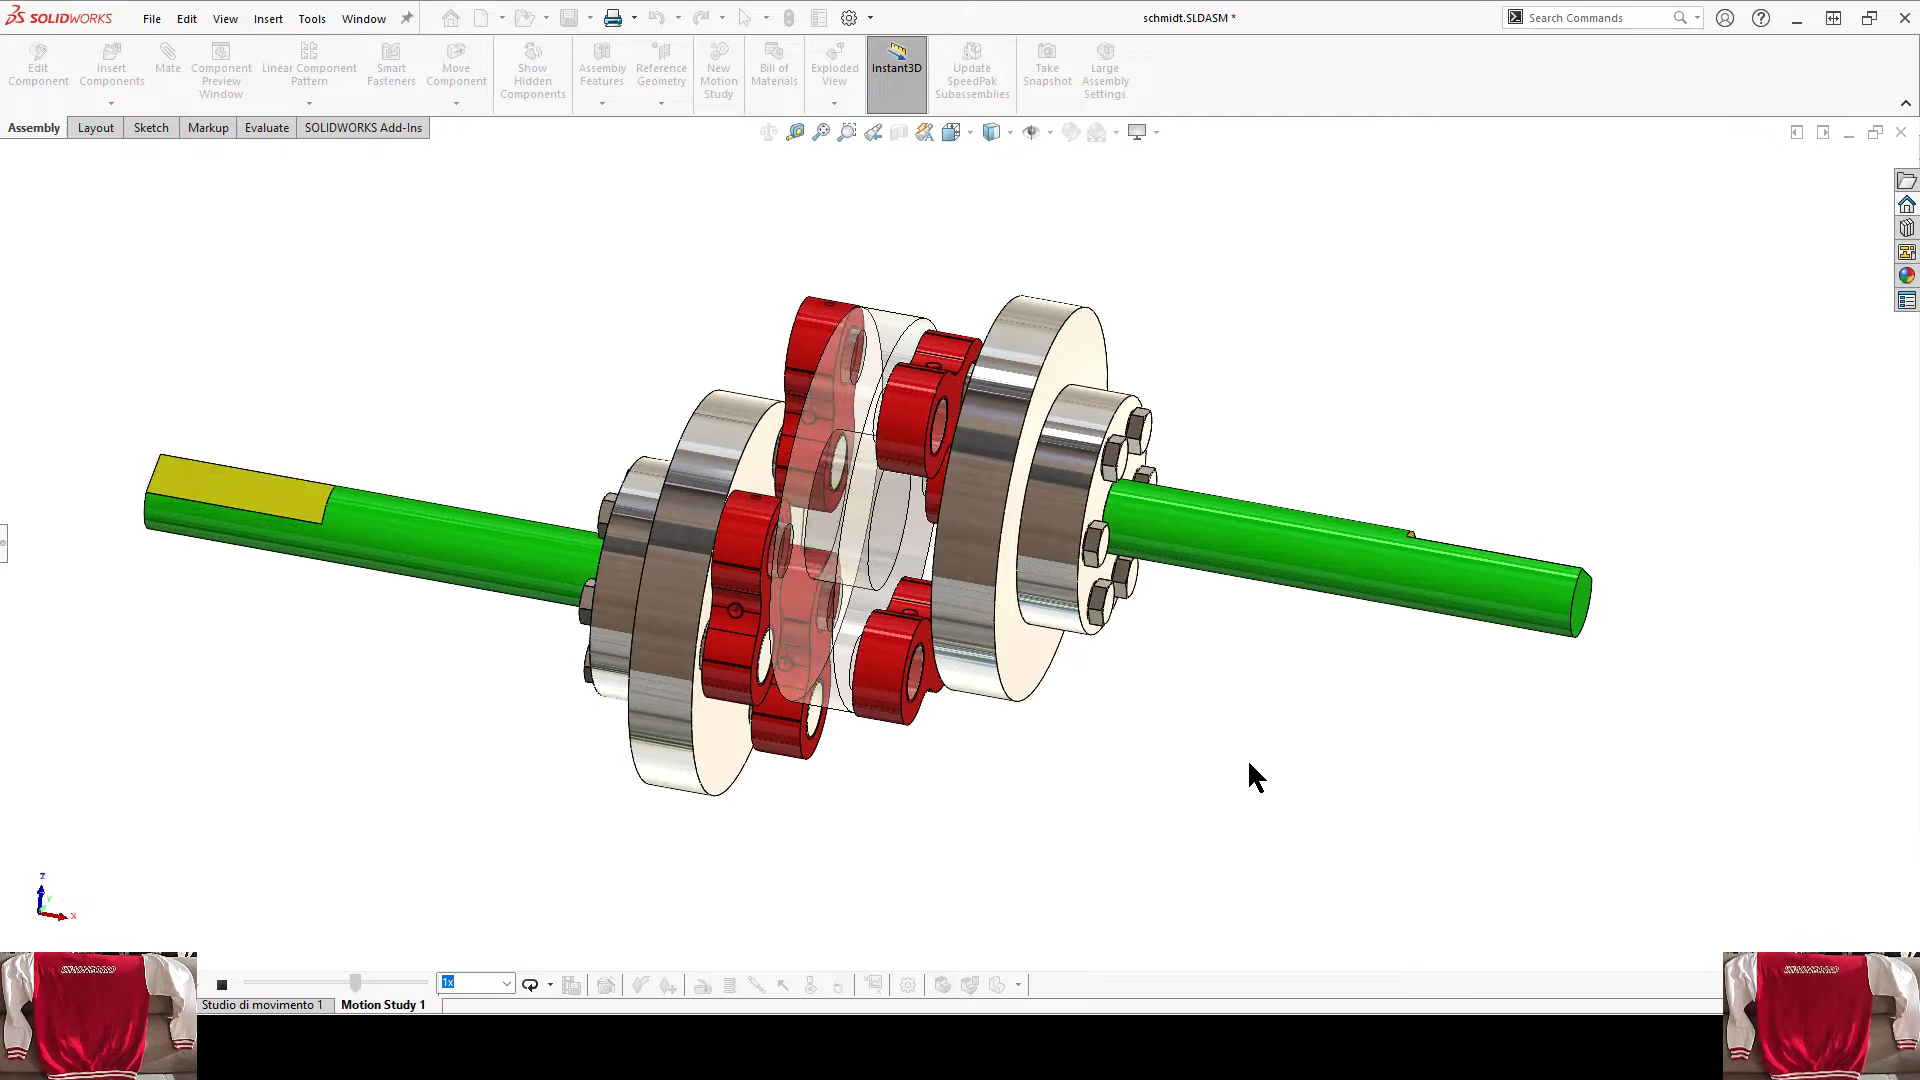 SOLIDWORKS File Edit View Insert Tools Window schmidt.SLDASM * Search Commands
Edit Component
Insert Components
Mate
Component Preview Window
Linear Component Pattern
Smart Fasteners
Move Component
Show Hidden Components
Assembly Features
Reference Geometry
New Motion Study
Bill of Materials
Exploded View
Instant3D
Update SpeedPak Subassemblies
Take Snapshot
Large Assembly Settings
Assembly Layout Sketch Markup Evaluate SOLIDWORKS Add-Ins
Z
Y
X
1x
Studio di movimento 1 Motion Study 1